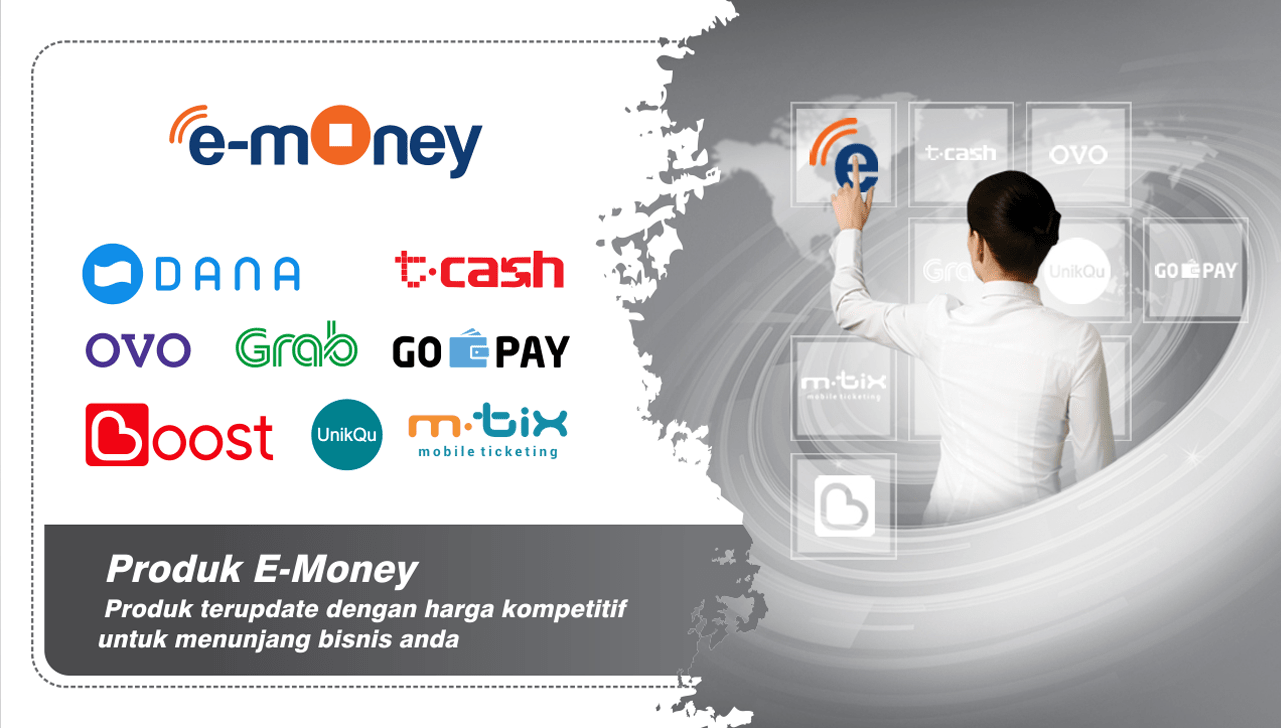 e-money
DANA
t·cash
OVO
Grab
GO PAY
Boost
UnikQu
m·tix
mobile ticketing
Produk E-Money
Produk terupdate dengan harga kompetitif
untuk menunjang bisnis anda
e
t·cash
OVO
Gra
UnikQu
GO PAY
m·tix
mobile ticketing